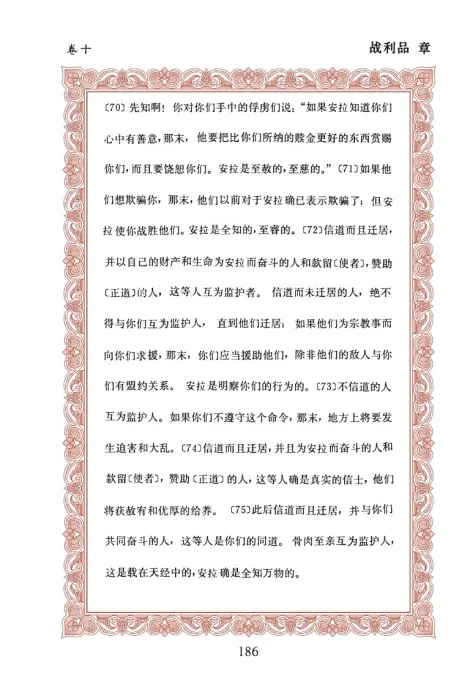 卷十
战利品 章
〔70〕先知啊！你对你们手中的俘虏们说：“如果安拉知道你们
心中有善意，那末，他要把比你们所纳的赎金更好的东西赏赐
你们，而且要饶恕你们。安拉是至赦的，至慈的。”〔71〕如果他
们想欺骗你，那末，他们以前对于安拉确已表示欺骗了；但安
拉使你战胜他们。安拉是全知的，至睿的。〔72〕信道而且迁居，
并以自己的财产和生命为安拉而奋斗的人和款留〔使者〕，赞助
〔正道〕的人，这等人互为监护者。信道而未迁居的人，绝不
得与你们互为监护人，直到他们迁居；如果他们为宗教事而
向你们求援，那末，你们应当援助他们，除非他们的敌人与你
们有盟约关系。安拉是明察你们的行为的。〔73〕不信道的人
互为监护人。如果你们不遵守这个命令，那末，地方上将要发
生迫害和大乱。〔74〕信道而且迁居，并且为安拉而奋斗的人和
款留〔使者〕，赞助〔正道〕的人，这等人确是真实的信士，他们
将获赦宥和优厚的给养。〔75〕此后信道而且迁居，并与你们
共同奋斗的人，这等人是你们的同道。骨肉至亲互为监护人，
这是载在天经中的，安拉确是全知万物的。
186